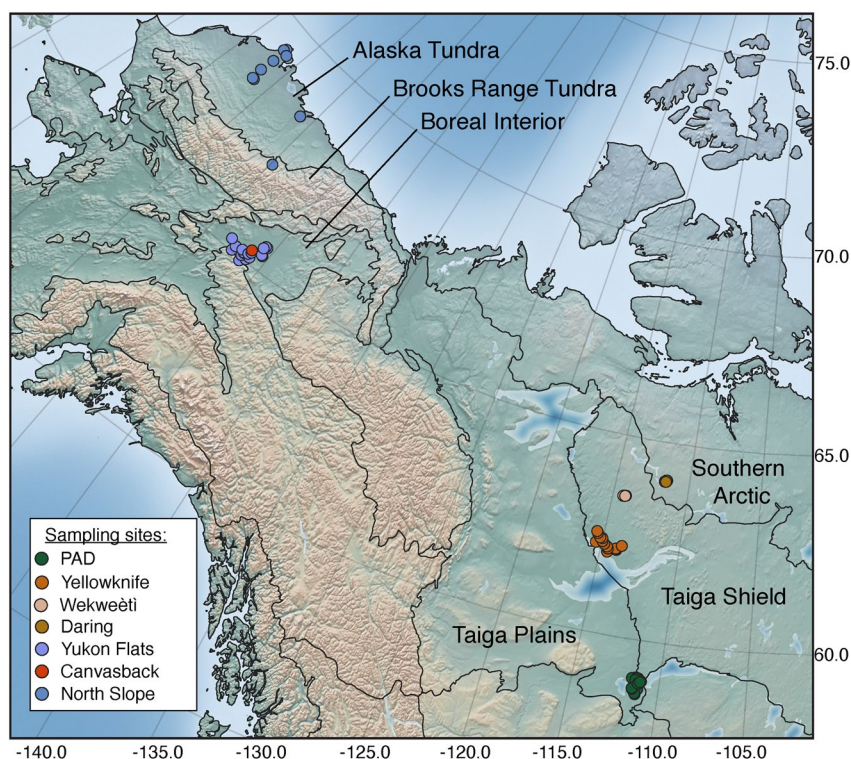 Alaska Tundra
Brooks Range Tundra
Boreal Interior
75.0
70.0
65.0
60.0
Southern
Arctic
Taiga Shield
Taiga Plains
Sampling sites:
PAD
Yellowknife
Wekweètì
Daring
Yukon Flats
Canvasback
North Slope
-140.0
-135.0
-130.0
-125.0
-120.0
-115.0
-110.0
-105.0